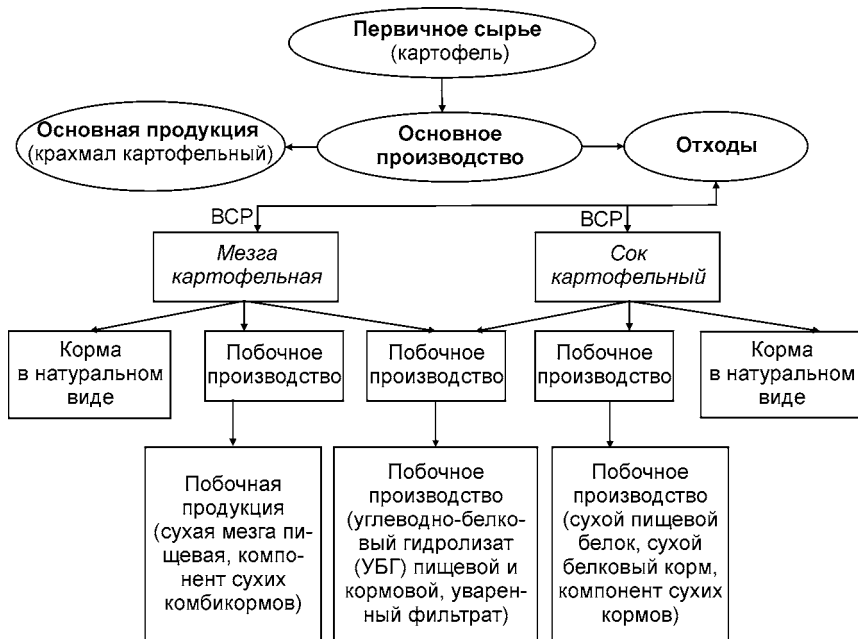 Первичное сырье
(картофель)
Основная продукция
(крахмал картофельный)
Основное
производство
Отходы
ВСР
ВСР
Мезга
картофельная
Сок
картофельный
Корма
в натуральном
виде
Побочное
производство
Побочное
производство
Побочное
производство
Корма
в натуральном
виде
Побочная
продукция
(сухая мезга пи-
щевая, компо-
нент сухих
комбикормов)
Побочное
производство
(углеводно-белко-
вый гидролизат
(УБГ) пищевой и
кормовой, уварен-
ный фильтрат)
Побочное
производство
(сухой пищевой
белок, сухой
белковый корм,
компонент сухих
кормов)